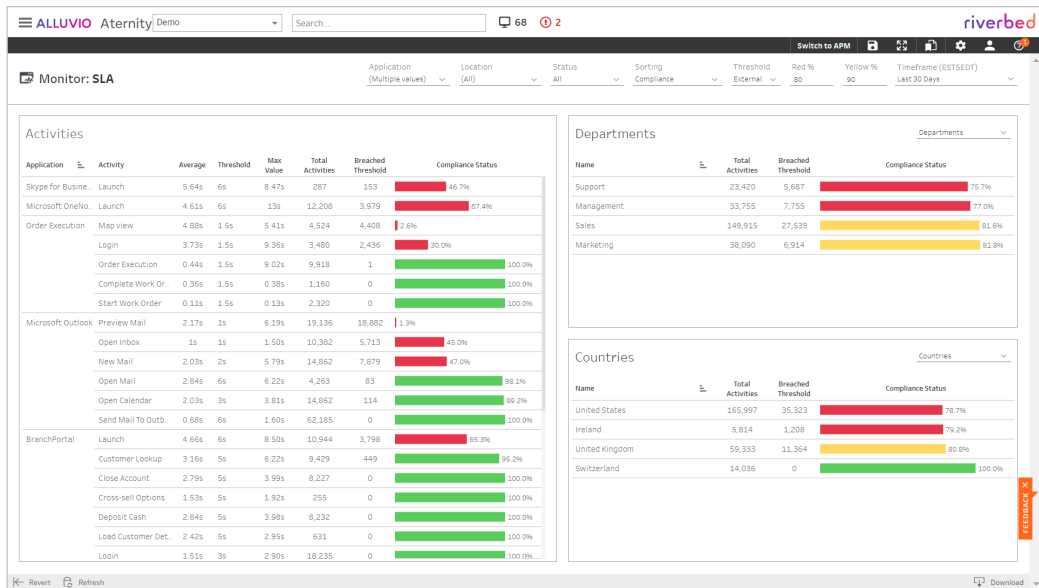 ALLUVIO Aternity Demo Search... 68 2 riverbed
Switch to APM 1
Monitor: SLA
Application Location Status Sorting Threshold Red % Yellow % Timeframe (ESTSEDT)
(Multiple values) (All) All Compliance External 80 90 Last 30 Days
Activities
Application Activity Average Threshold Max Value Total Activities Breached Threshold Compliance Status
Skype for Busine.. Launch 5.64s 6s 8.47s 287 153 46.7%
Microsoft OneNo.. Launch 4.61s 6s 13s 12,208 3,979 67.4%
Order Execution Map view 4.88s 1.5s 5.41s 4,524 4,408 2.6%
Login 3.73s 1.5s 9.36s 3,480 2,436 30.0%
Order Execution 0.44s 1.5s 9.02s 9,918 1 100.0%
Complete Work Or.. 0.36s 1.5s 0.38s 1,160 0 100.0%
Start Work Order 0.11s 1.5s 0.13s 2,320 0 100.0%
Microsoft Outlook Preview Mail 2.17s 1s 6.19s 19,136 18,882 1.3%
Open Inbox 1s 1s 1.50s 10,382 5,713 45.0%
New Mail 2.03s 2s 5.79s 14,862 7,879 47.0%
Open Mail 2.84s 6s 6.22s 4,263 83 98.1%
Open Calendar 2.03s 3s 3.81s 14,862 114 99.2%
Send Mail To Outb.. 0.68s 6s 1.60s 62,185 0 100.0%
BranchPortal Launch 4.66s 6s 8.50s 10,944 3,798 65.3%
Customer Lookup 3.16s 5s 6.22s 9,429 449 95.2%
Close Account 2.79s 5s 3.99s 8,227 0 100.0%
Cross-sell Options 1.53s 5s 1.92s 255 0 100.0%
Deposit Cash 2.84s 5s 3.98s 8,232 0 100.0%
Load Customer Det.. 2.42s 5s 2.95s 631 0 100.0%
Login 1.51s 3s 2.90s 18,235 0 100.0%
Departments Departments
Name Total Activities Breached Threshold Compliance Status
Support 23,420 5,687 75.7%
Management 33,755 7,755 77.0%
Sales 149,915 27,539 81.6%
Marketing 38,090 6,914 81.8%
Countries Countries
Name Total Activities Breached Threshold Compliance Status
United States 165,997 35,323 78.7%
Ireland 5,814 1,208 79.2%
United Kingdom 59,333 11,364 80.8%
Switzerland 14,036 0 100.0%
FEEDBACK
Revert Refresh Download